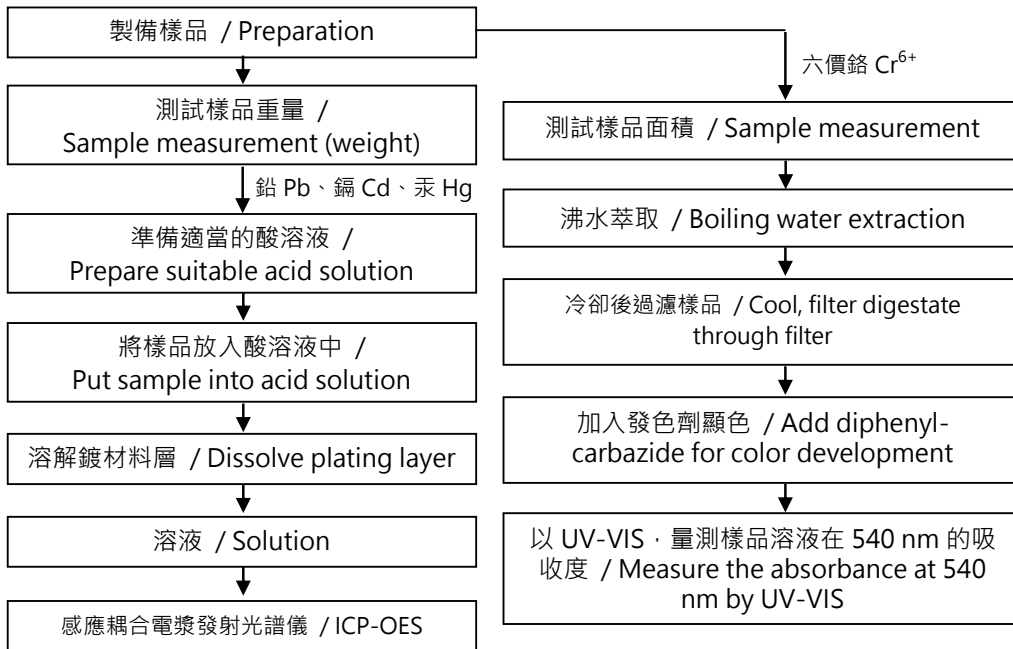 製備樣品 / Preparation
六價鉻 Cr⁶⁺
測試樣品重量 /
Sample measurement (weight)
測試樣品面積 / Sample measurement
鉛 Pb、鎘 Cd、汞 Hg
沸水萃取 / Boiling water extraction
準備適當的酸溶液 /
Prepare suitable acid solution
冷卻後過濾樣品 / Cool, filter digestate
through filter
將樣品放入酸溶液中 /
Put sample into acid solution
加入發色劑顯色 / Add diphenyl-
carbazide for color development
溶解鍍材料層 / Dissolve plating layer
溶液 / Solution
以 UV-VIS，量測樣品溶液在 540 nm 的吸
收度 / Measure the absorbance at 540
nm by UV-VIS
感應耦合電漿發射光譜儀 / ICP-OES